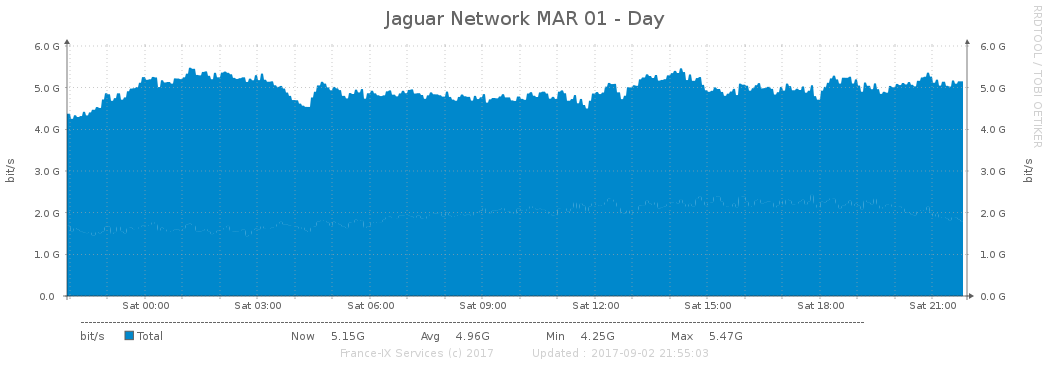 Jaguar Network MAR 01 - Day
RRDTOOL / TOBI OETIKER
6.0 G 6.0 G
5.0 G 5.0 G
4.0 G 4.0 G
3.0 G 3.0 G
2.0 G 2.0 G
1.0 G 1.0 G
0.0 0.0 G
bit/s
bit/s
Sat 00:00 Sat 03:00 Sat 06:00 Sat 09:00 Sat 12:00 Sat 15:00 Sat 18:00 Sat 21:00
bit/s Total Now 5.15G Avg 4.96G Min 4.25G Max 5.47G
France-IX Services (c) 2017 Updated : 2017-09-02 21:55:03